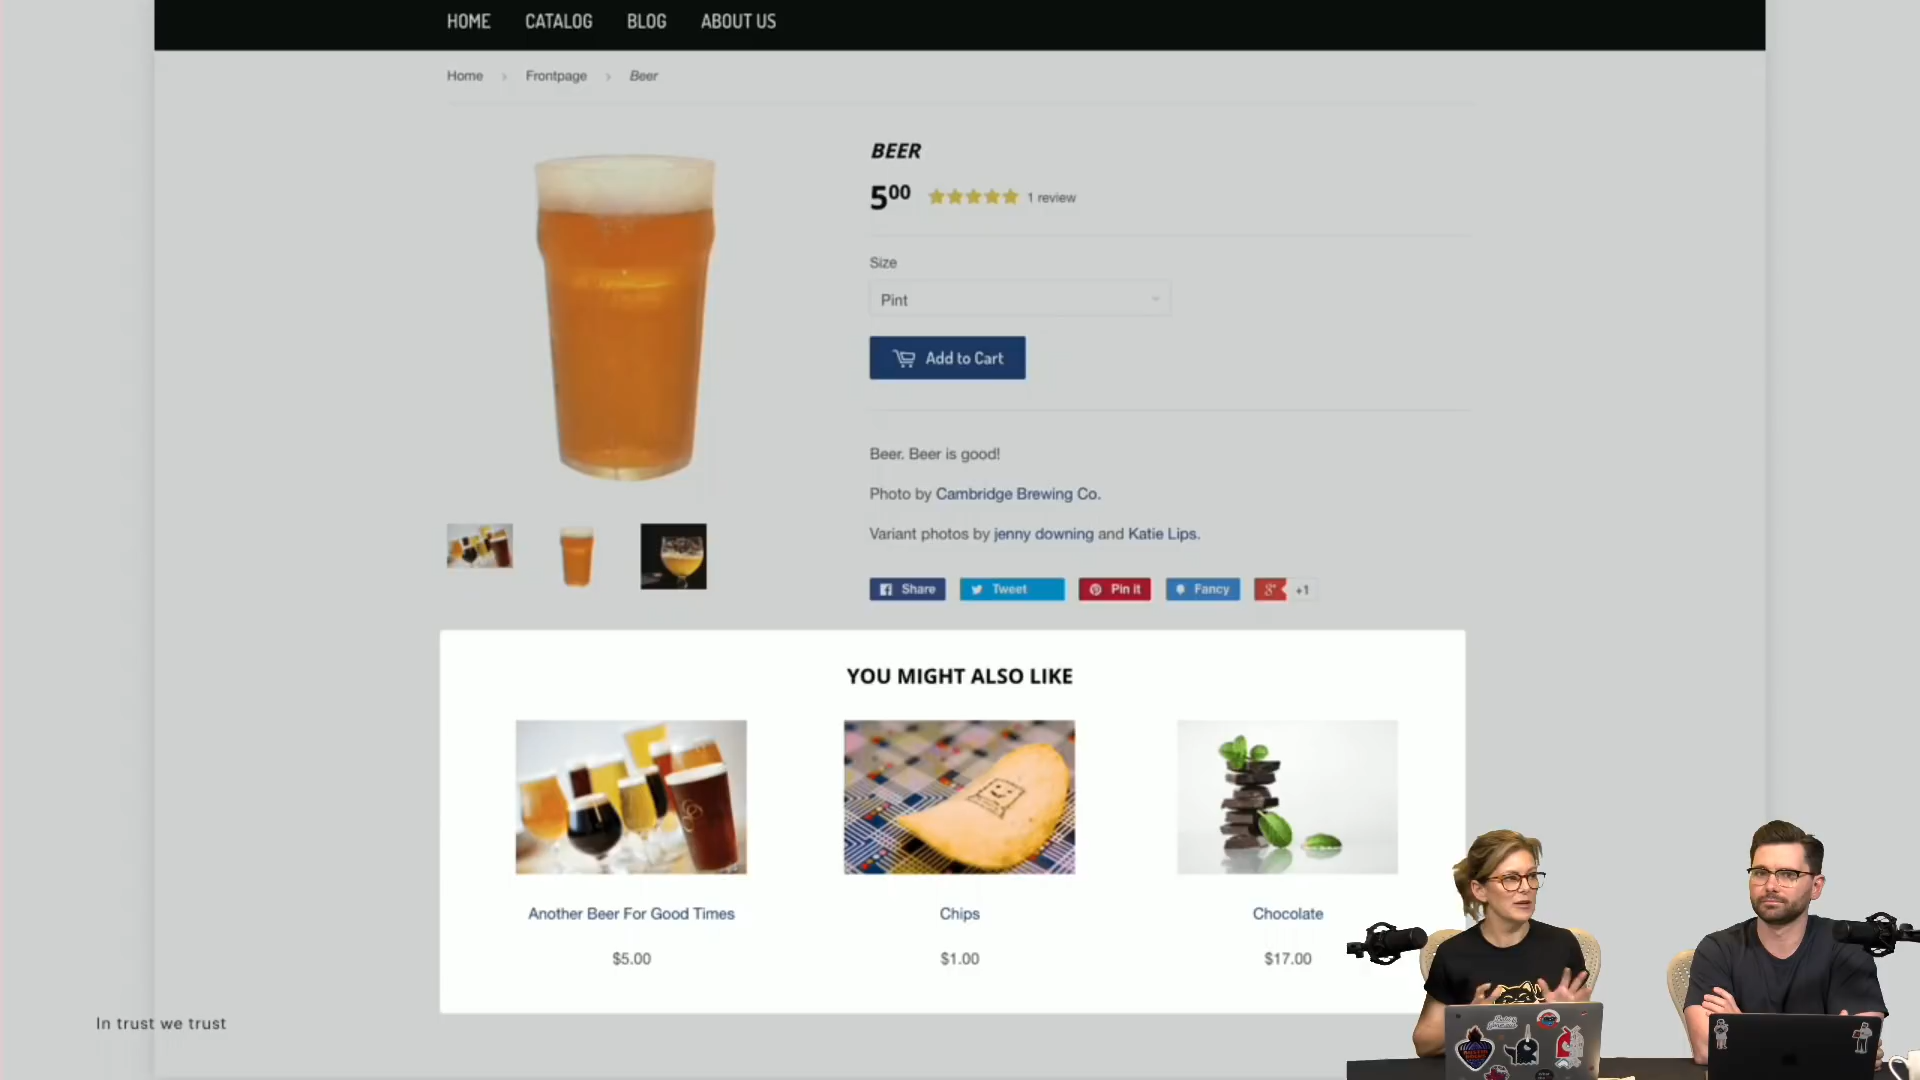 HOME CATALOG BLOG ABOUT US
Home › Frontpage › Beer
BEER
5⁰⁰ 1 review
Size
Pint
Add to Cart
Beer. Beer is good!
Photo by Cambridge Brewing Co.
Variant photos by jenny downing and Katie Lips.
Share Tweet Pin it Fancy +1
YOU MIGHT ALSO LIKE
Another Beer For Good Times Chips Chocolate
$5.00 $1.00 $17.00
In trust we trust